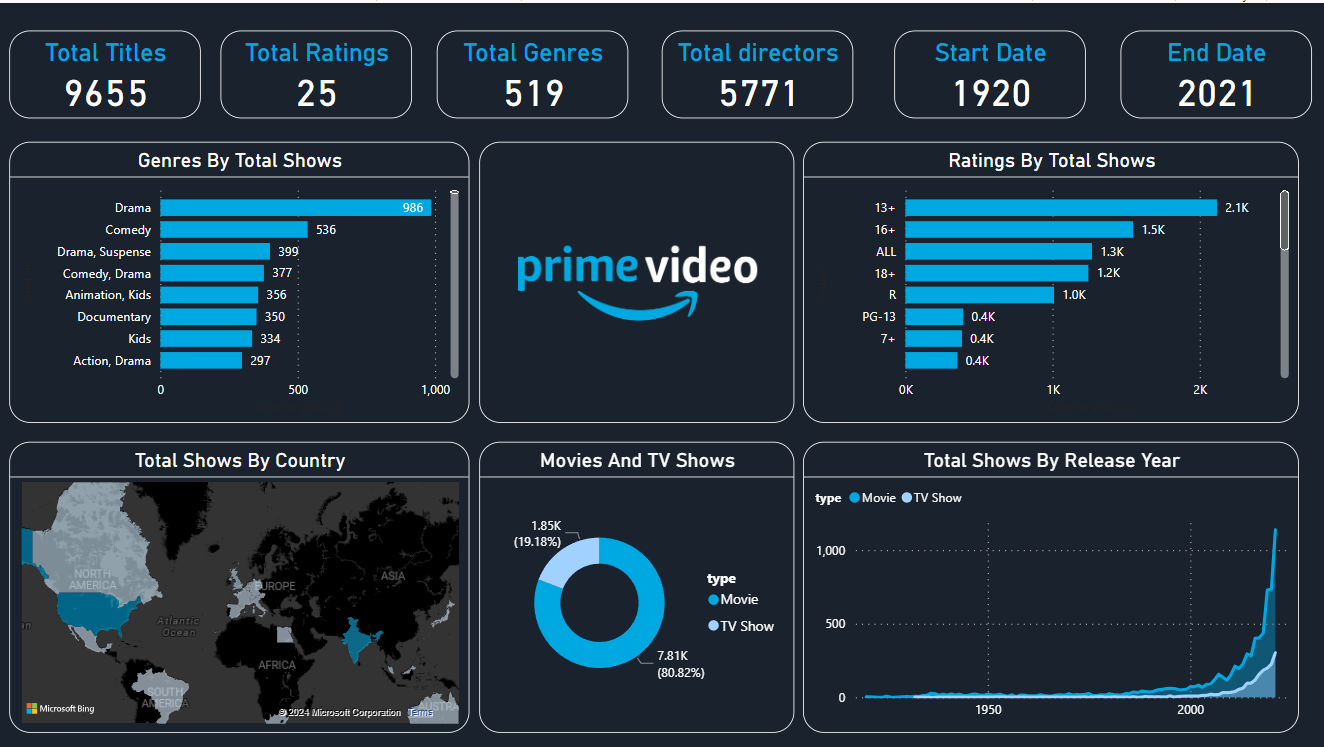 Total Titles
9655
Total Ratings
25
Total Genres
519
Total directors
5771
Start Date
1920
End Date
2021
Genres By Total Shows
Drama
986
Comedy
536
Drama, Suspense
399
Comedy, Drama
377
Animation, Kids
356
Documentary
350
Kids
334
Action, Drama
297
0
500
1,000
prime video
Ratings By Total Shows
13+
2.1K
16+
1.5K
ALL
1.3K
18+
1.2K
R
1.0K
PG-13
0.4K
7+
0.4K
0.4K
0K
1K
2K
Total Shows By Country
NORTH
AMERICA
EUROPE
ASIA
Atlantic
Ocean
AFRICA
SOUTH
AMERICA
AUSTRA
Microsoft Bing
© 2024 Microsoft Corporation Terms
Movies And TV Shows
1.85K
(19.18%)
7.81K
(80.82%)
type
Movie
TV Show
Total Shows By Release Year
type Movie TV Show
1,000
500
0
1950
2000